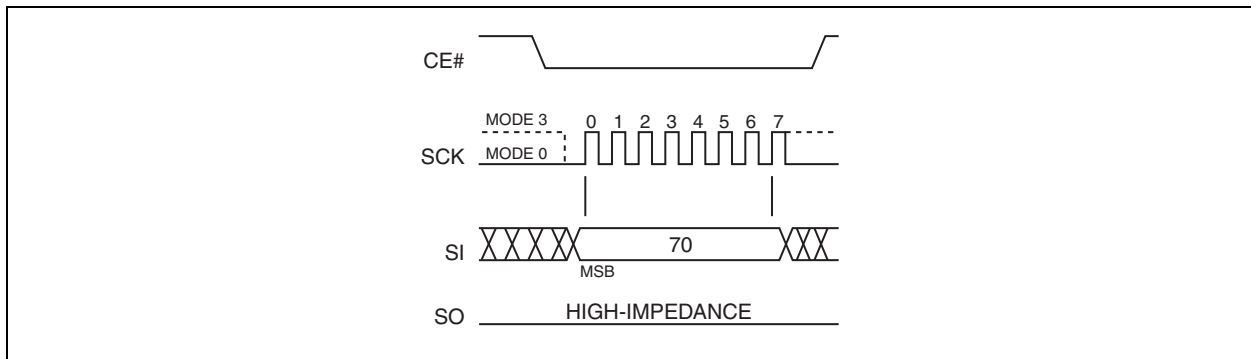 CE#
MODE 3 0 1 2 3 4 5 6 7
SCK MODE 0
SI 70
MSB
SO HIGH-IMPEDANCE